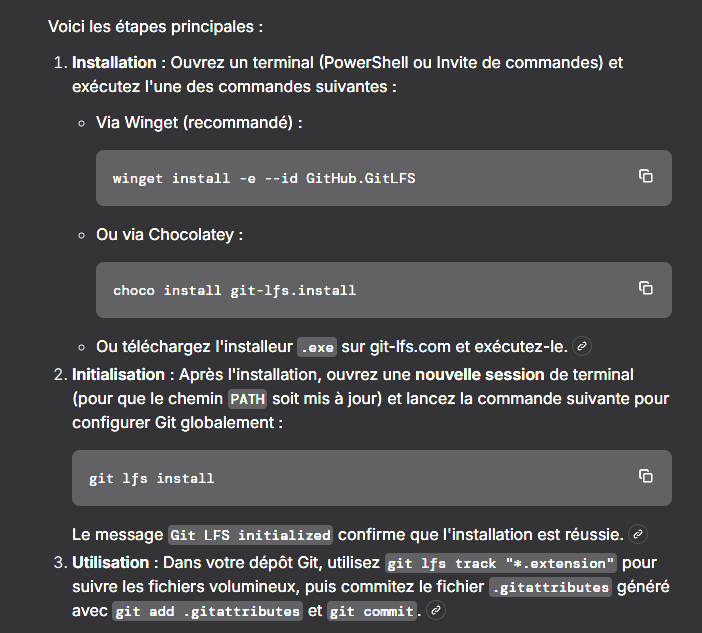 Voici les étapes principales :
1. Installation : Ouvrez un terminal (PowerShell ou Invite de commandes) et
exécutez l'une des commandes suivantes :
Via Winget (recommandé) :
winget install -e --id GitHub.GitLFS
Ou via Chocolatey :
choco install git-lfs.install
Ou téléchargez l'installeur .exe sur git-lfs.com et exécutez-le.
2. Initialisation : Après l'installation, ouvrez une nouvelle session de terminal
(pour que le chemin PATH soit mis à jour) et lancez la commande suivante pour
configurer Git globalement :
git lfs install
Le message Git LFS initialized confirme que l'installation est réussie.
3. Utilisation : Dans votre dépôt Git, utilisez git lfs track "*.extension" pour
suivre les fichiers volumineux, puis commitez le fichier .gitattributes généré
avec git add .gitattributes et git commit.